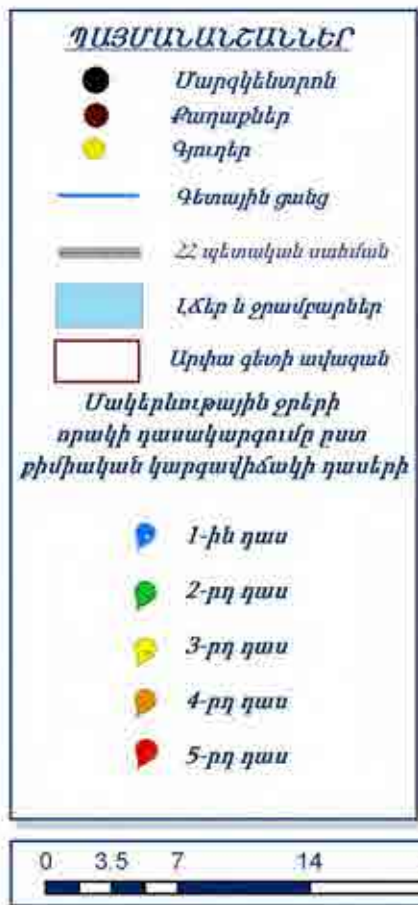 ՊԱՅՄԱՆԱՆՇԱՆՆԵՐ
Մարզկենտրոն
Քաղաքներ
Գյուղեր
Գետային ցանց
ՀՀ պետական սահման
Լճեր և ջրամբարներ
Արփա գետի ավազան
Մակերևութային ջրերի
որակի դասակարգումը ըստ
քիմիական կարգավիճակի դասերի
1-ին դաս
2-րդ դաս
3-րդ դաս
4-րդ դաս
5-րդ դաս
0 3.5 7 14